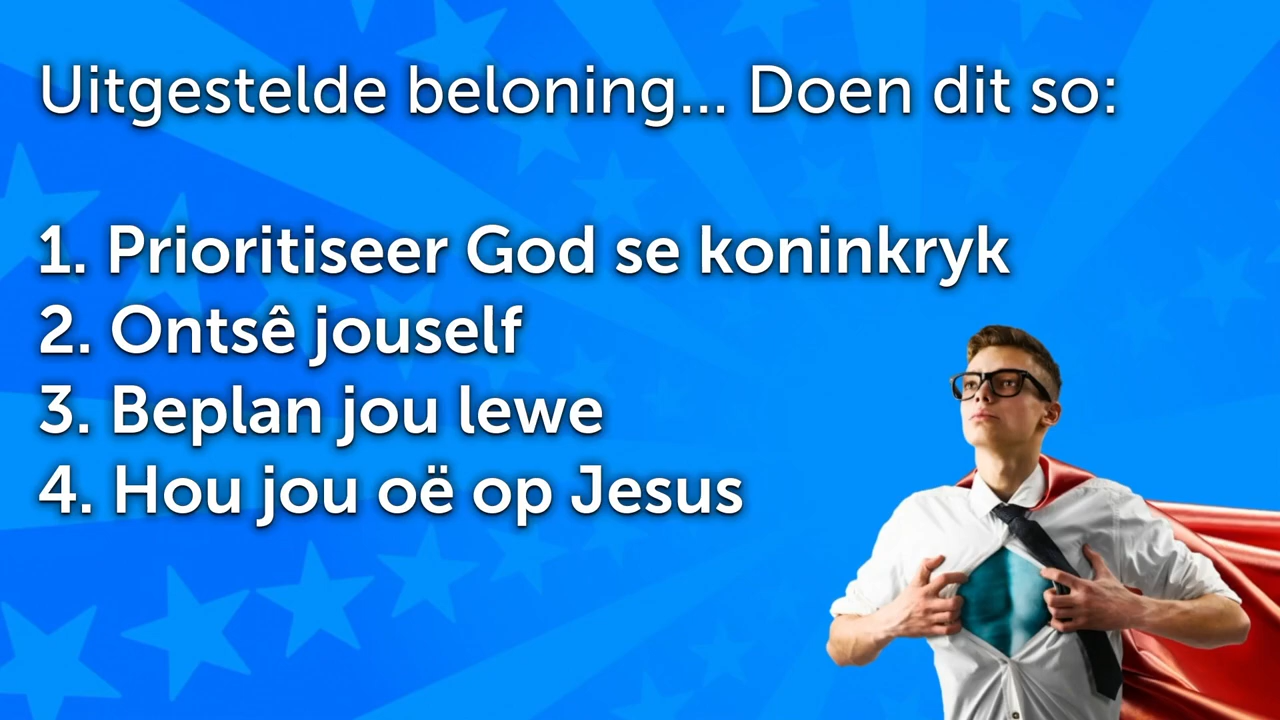 Uitgestelde beloning... Doen dit so:
1. Prioritiseer God se koninkryk
2. Ontsê jouself
3. Beplan jou lewe
4. Hou jou oë op Jesus